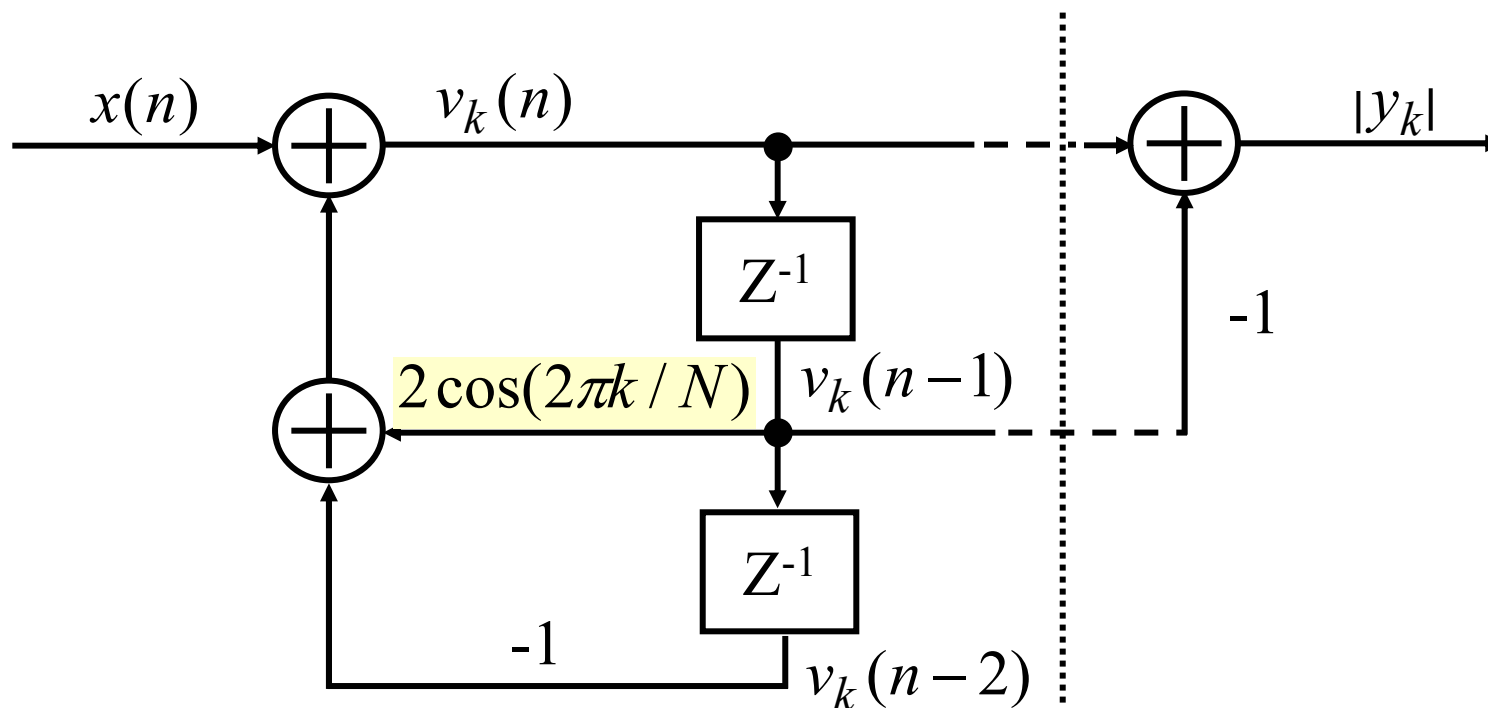 x(n)
v_k(n)
|y_k|
Z^{-1}
-1
2cos(2πk / N)
v_k(n − 1)
Z^{-1}
-1
v_k(n − 2)